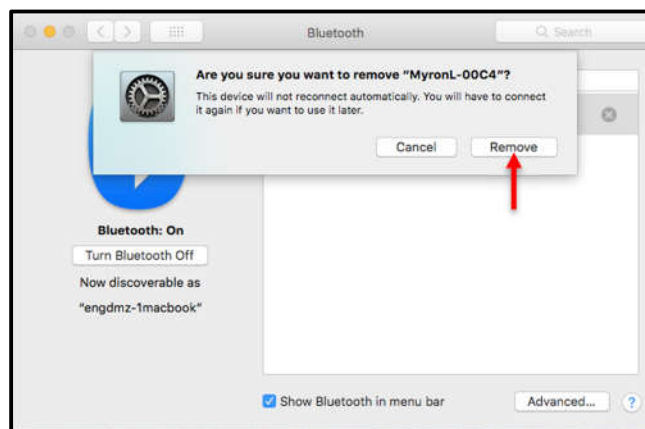 Bluetooth
Search
Are you sure you want to remove “MyronL-00C4”?
This device will not reconnect automatically. You will have to connect
it again if you want to use it later.
Cancel
Remove
Bluetooth: On
Turn Bluetooth Off
Now discoverable as
“engdmz-1macbook”
Show Bluetooth in menu bar
Advanced...
?